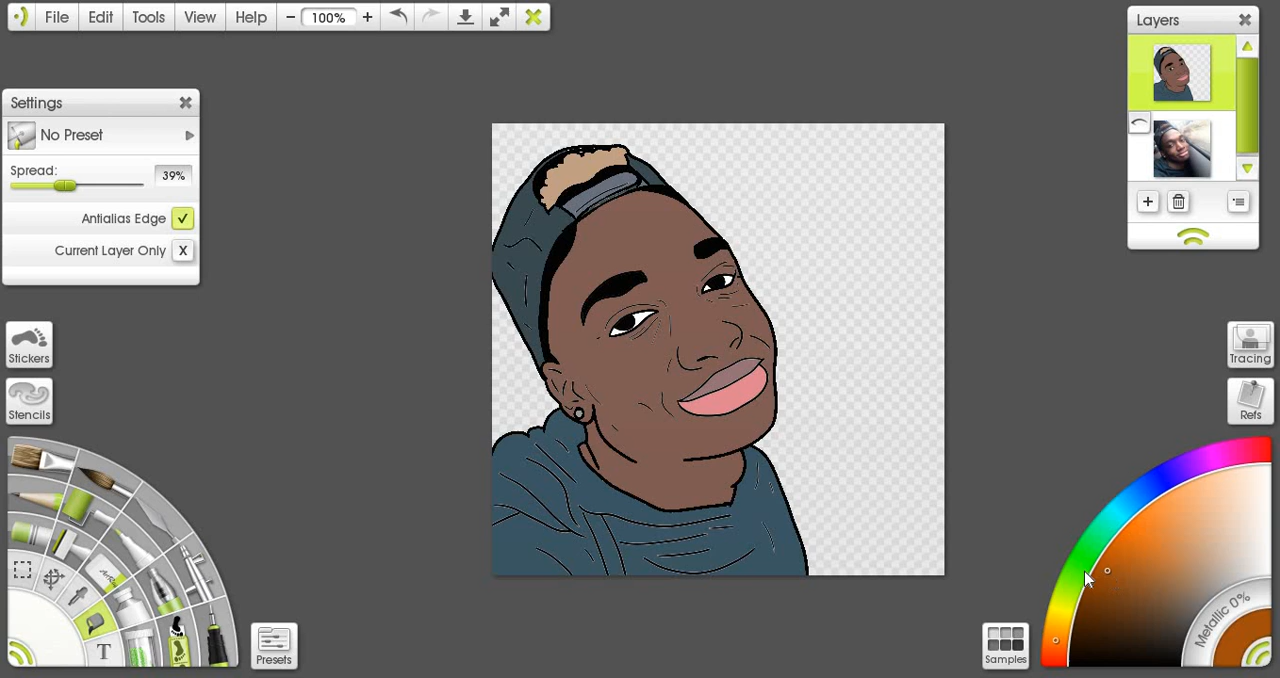 File Edit Tools View Help − 100% +
Layers
Settings
No Preset
Spread:
39%
Antialias Edge
Current Layer Only X
Stickers
Stencils
Tracing
Refs
T
Presets
Samples
Metallic 0%